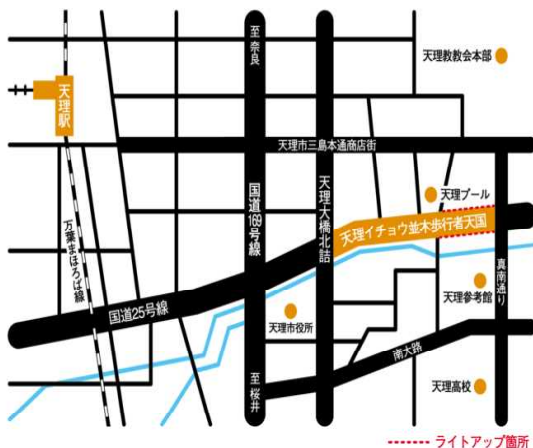 至奈良
天理教教会本部
天理駅
天理市三島本通商店街
天理プール
国道169号線
天理大橋北詰
天理イチョウ並木歩行者天国
万葉まほろば線
真南通り
天理参考館
国道25号線
天理市役所
南大路
至桜井
天理高校
ライトアップ箇所